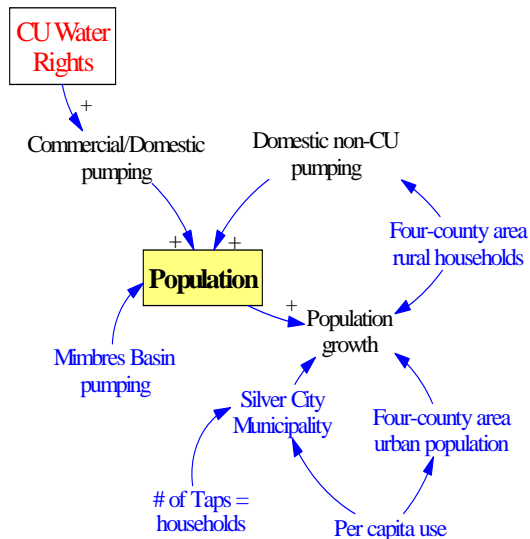 CU Water
Rights
+
Commercial/Domestic
pumping
Domestic non-CU
pumping
Four-county area
rural households
+
+
Population
+
Population
growth
Mimbres Basin
pumping
Silver City
Municipality
Four-county area
urban population
# of Taps =
households
Per capita use